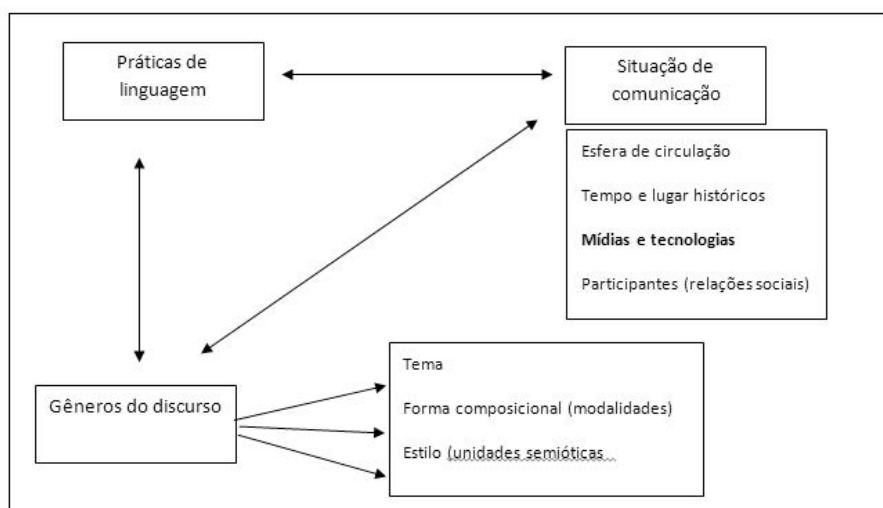 Práticas de
linguagem
Situação de
comunicação
Esfera de circulação
Tempo e lugar históricos
Mídias e tecnologias
Participantes (relações sociais)
Gêneros do discurso
Tema
Forma composicional (modalidades)
Estilo (unidades semióticas